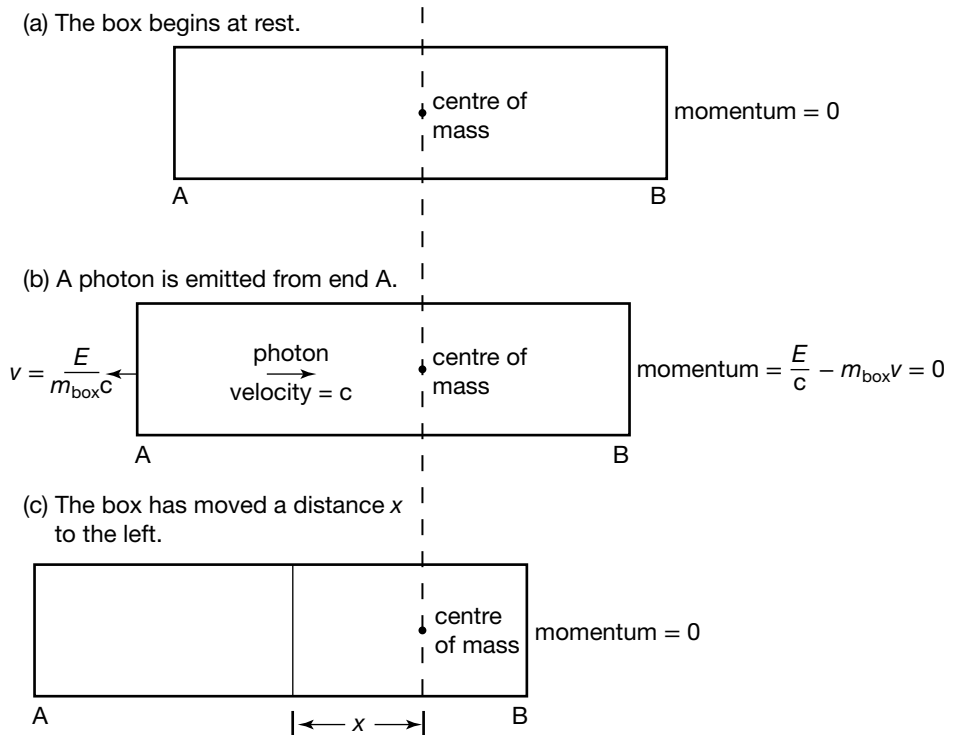 (a) The box begins at rest.
centre of
mass
momentum = 0
A
B
(b) A photon is emitted from end A.
v = E/(m_box c)
photon
velocity = c
centre of
mass
momentum = E/c − m_box v = 0
A
B
(c) The box has moved a distance x
to the left.
centre
of mass
momentum = 0
A
x
B